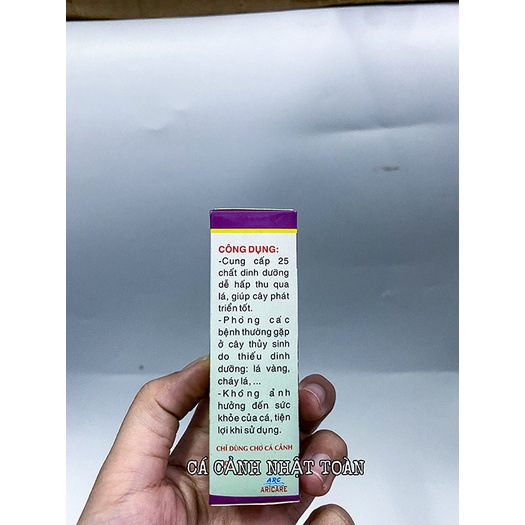 CÔNG DỤNG:
-Cung cấp 25
chất dinh dưỡng
dễ hấp thu qua
lá, giúp cây phát
triển tốt.
-Phòng các
bệnh thường gặp
ở cây thủy sinh
do thiếu dinh
dưỡng: lá vàng,
cháy lá, ...
-Không ảnh
hưởng đến sức
khỏe của cá, tiện
lợi khi sử dụng.
CHỈ DÙNG CHO CÁ CẢNH
CÁ CẢNH NHẬT TOÀN
ARC
ARICARE